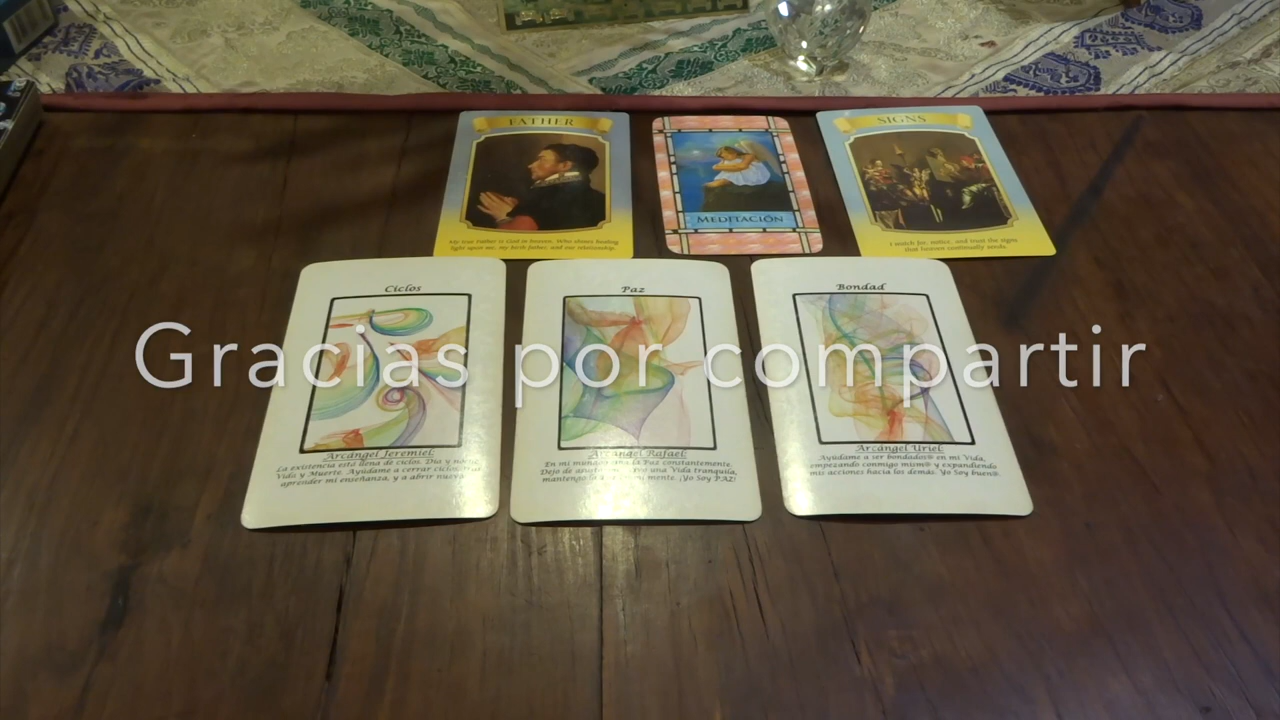 FATHER
My true Father is God in heaven, Who shines healing
light upon me, my birth father, and our relationship.
MEDITACIÓN
SIGNS
I watch for, notice, and trust the signs
that heaven continually sends.
Gracias por compartir
Ciclos
Arcángel Jeremiel:
La existencia está llena de ciclos. Día y noche,
Vida y Muerte. Ayúdame a cerrar ciclos,
aprender mi enseñanza, y a abrir
Paz
Arcángel Rafael:
En mi mundo la Paz constantemente.
Dejo de una Vida tranquila,
mantengo mente. ¡Yo Soy PAZ!
Bondad
Arcángel Uriel:
Ayúdame a ser bondados@ en mi Vida,
empezando conmigo mism@ y expandiendo
mis acciones hacia los demás. Yo Soy buen@.